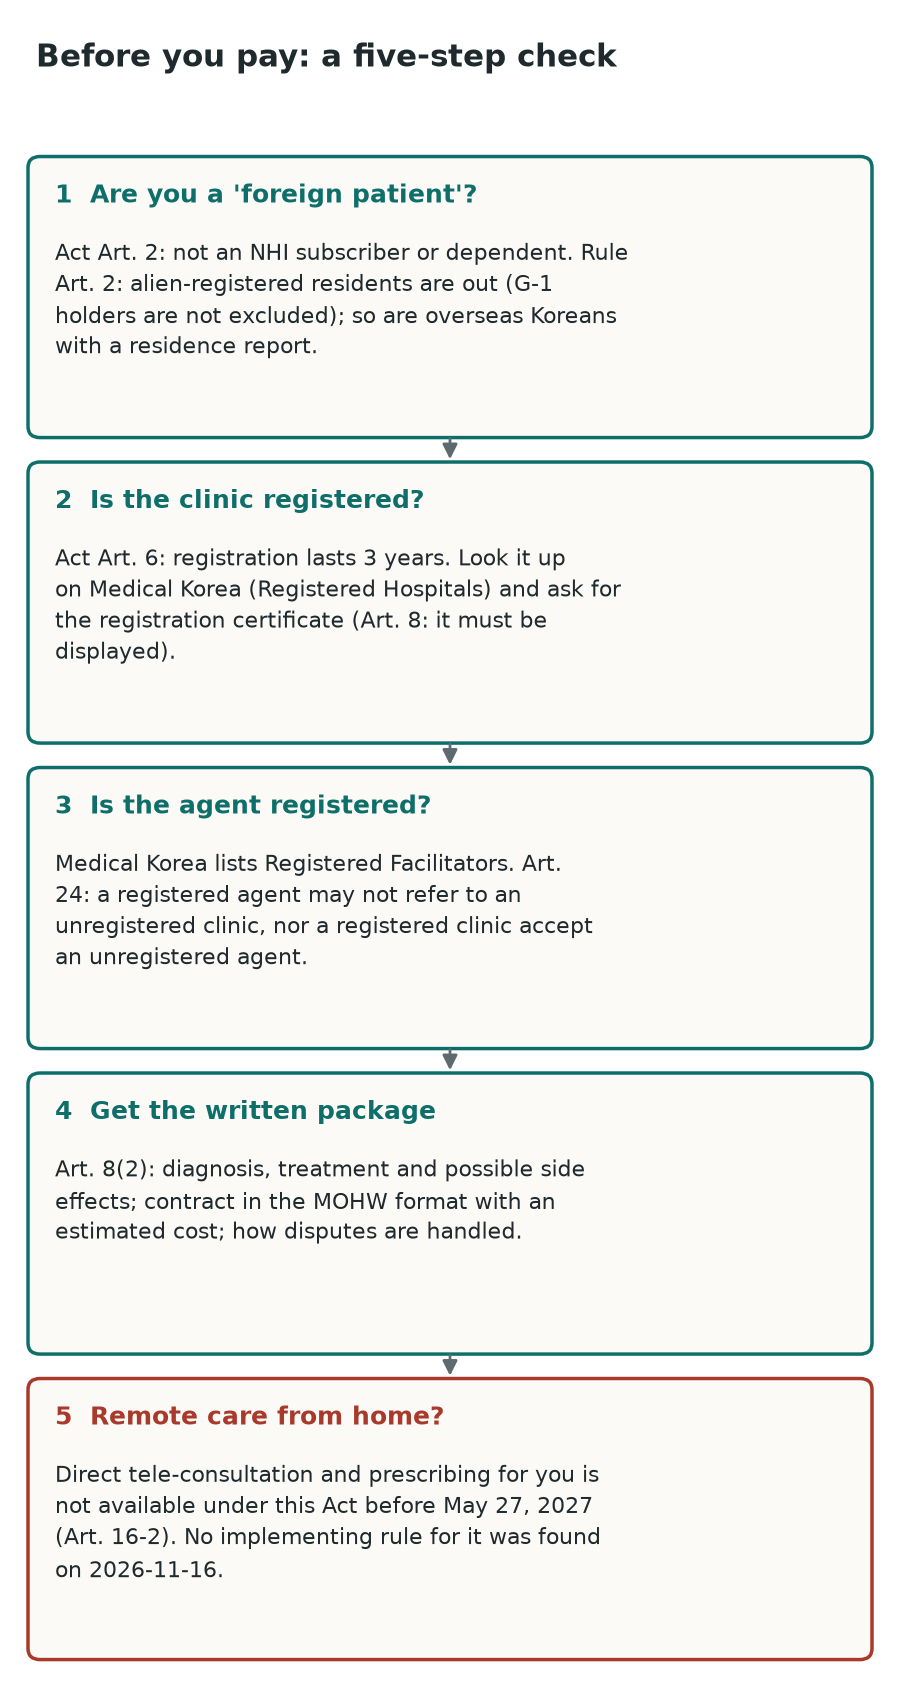 Before you pay: a five-step check
1 Are you a 'foreign patient'?
Act Art. 2: not an NHI subscriber or dependent. Rule
Art. 2: alien-registered residents are out (G-1
holders are not excluded); so are overseas Koreans
with a residence report.
2 Is the clinic registered?
Act Art. 6: registration lasts 3 years. Look it up
on Medical Korea (Registered Hospitals) and ask for
the registration certificate (Art. 8: it must be
displayed).
3 Is the agent registered?
Medical Korea lists Registered Facilitators. Art.
24: a registered agent may not refer to an
unregistered clinic, nor a registered clinic accept
an unregistered agent.
4 Get the written package
Art. 8(2): diagnosis, treatment and possible side
effects; contract in the MOHW format with an
estimated cost; how disputes are handled.
5 Remote care from home?
Direct tele-consultation and prescribing for you is
not available under this Act before May 27, 2027
(Art. 16-2). No implementing rule for it was found
on 2026-11-16.